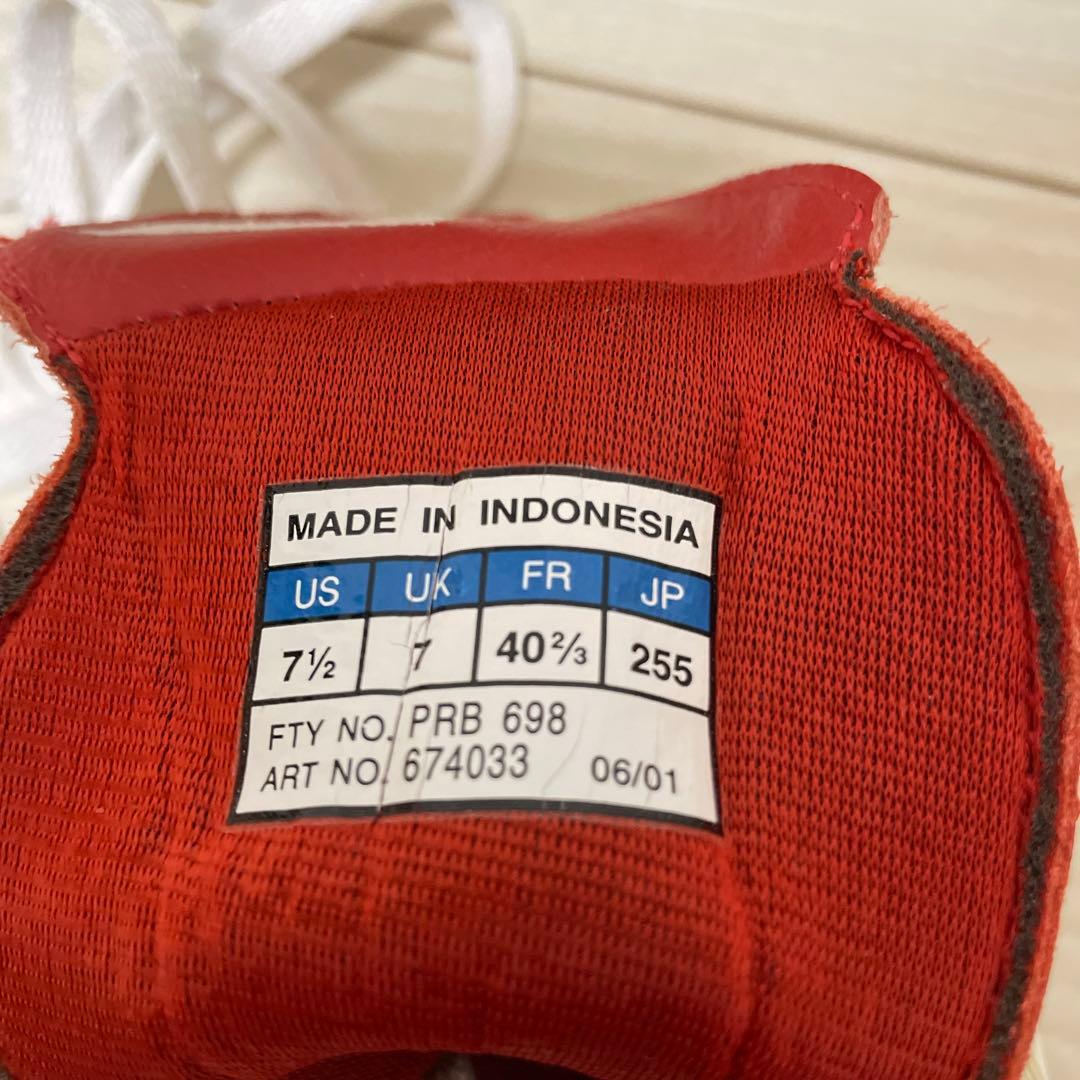 MADE IN INDONESIA
US UK FR JP
7½ 7 40⅔ 255
FTY NO. PRB 698
ART NO. 674033 06/01